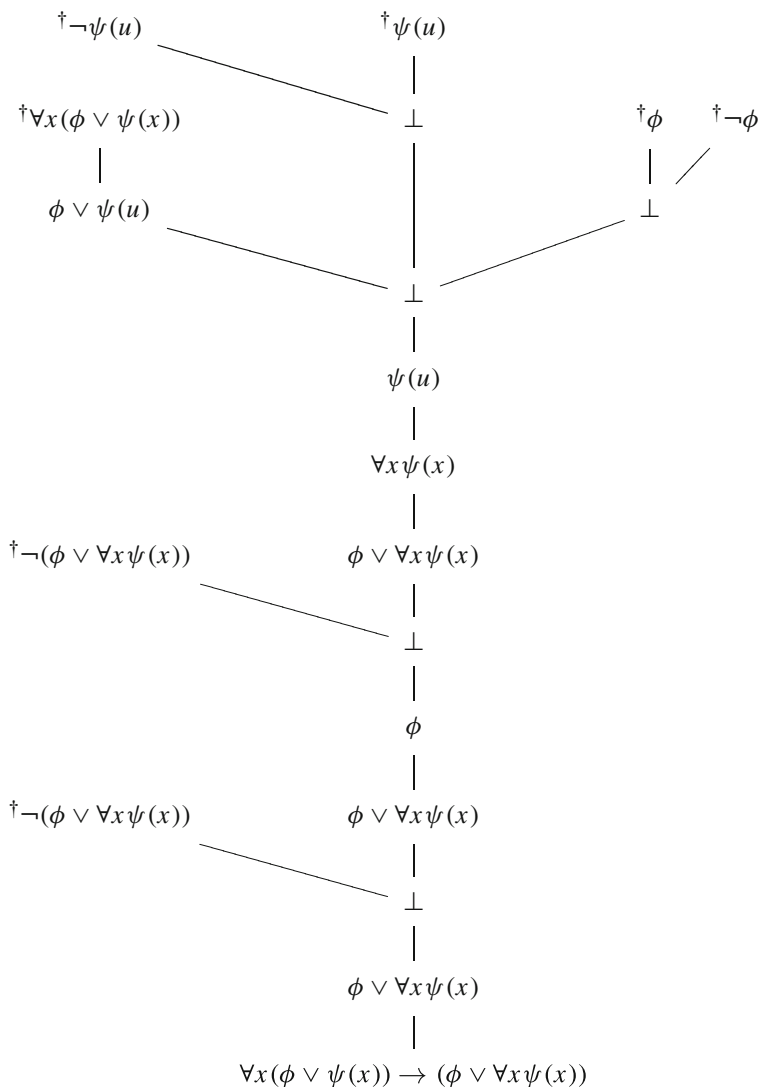 †¬ψ(u) †ψ(u)
†∀x(ϕ ∨ ψ(x)) ⊥ †ϕ †¬ϕ
ϕ ∨ ψ(u) ⊥
⊥
ψ(u)
∀xψ(x)
†¬(ϕ ∨ ∀xψ(x)) ϕ ∨ ∀xψ(x)
⊥
ϕ
†¬(ϕ ∨ ∀xψ(x)) ϕ ∨ ∀xψ(x)
⊥
ϕ ∨ ∀xψ(x)
∀x(ϕ ∨ ψ(x)) → (ϕ ∨ ∀xψ(x))